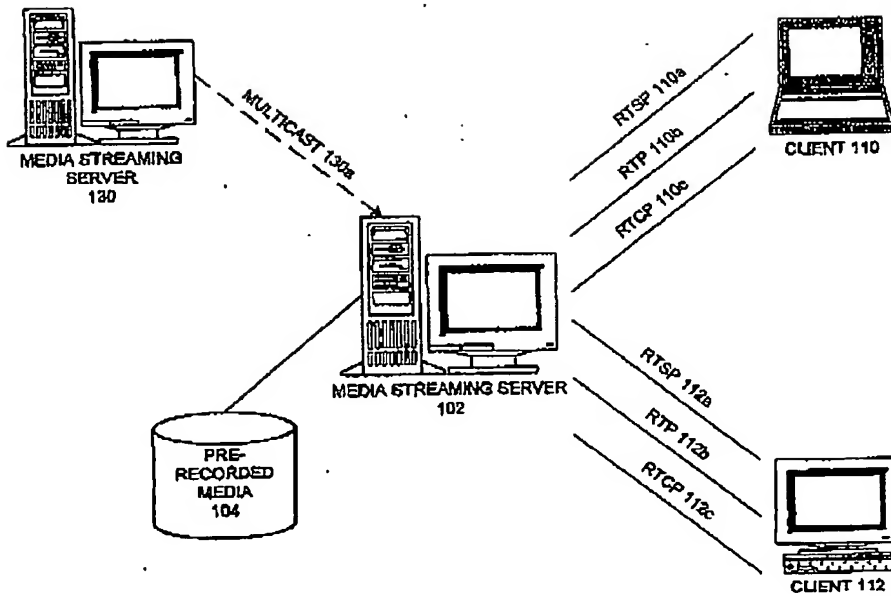 MEDIA STREAMING
SERVER
130
MULTICAST 130a
RTSP 110a
RTP 110b
RTCP 110c
CLIENT 110
MEDIA STREAMING SERVER
102
PRE-
RECORDED
MEDIA
104
RTSP 112a
RTP 112b
RTCP 112c
CLIENT 112